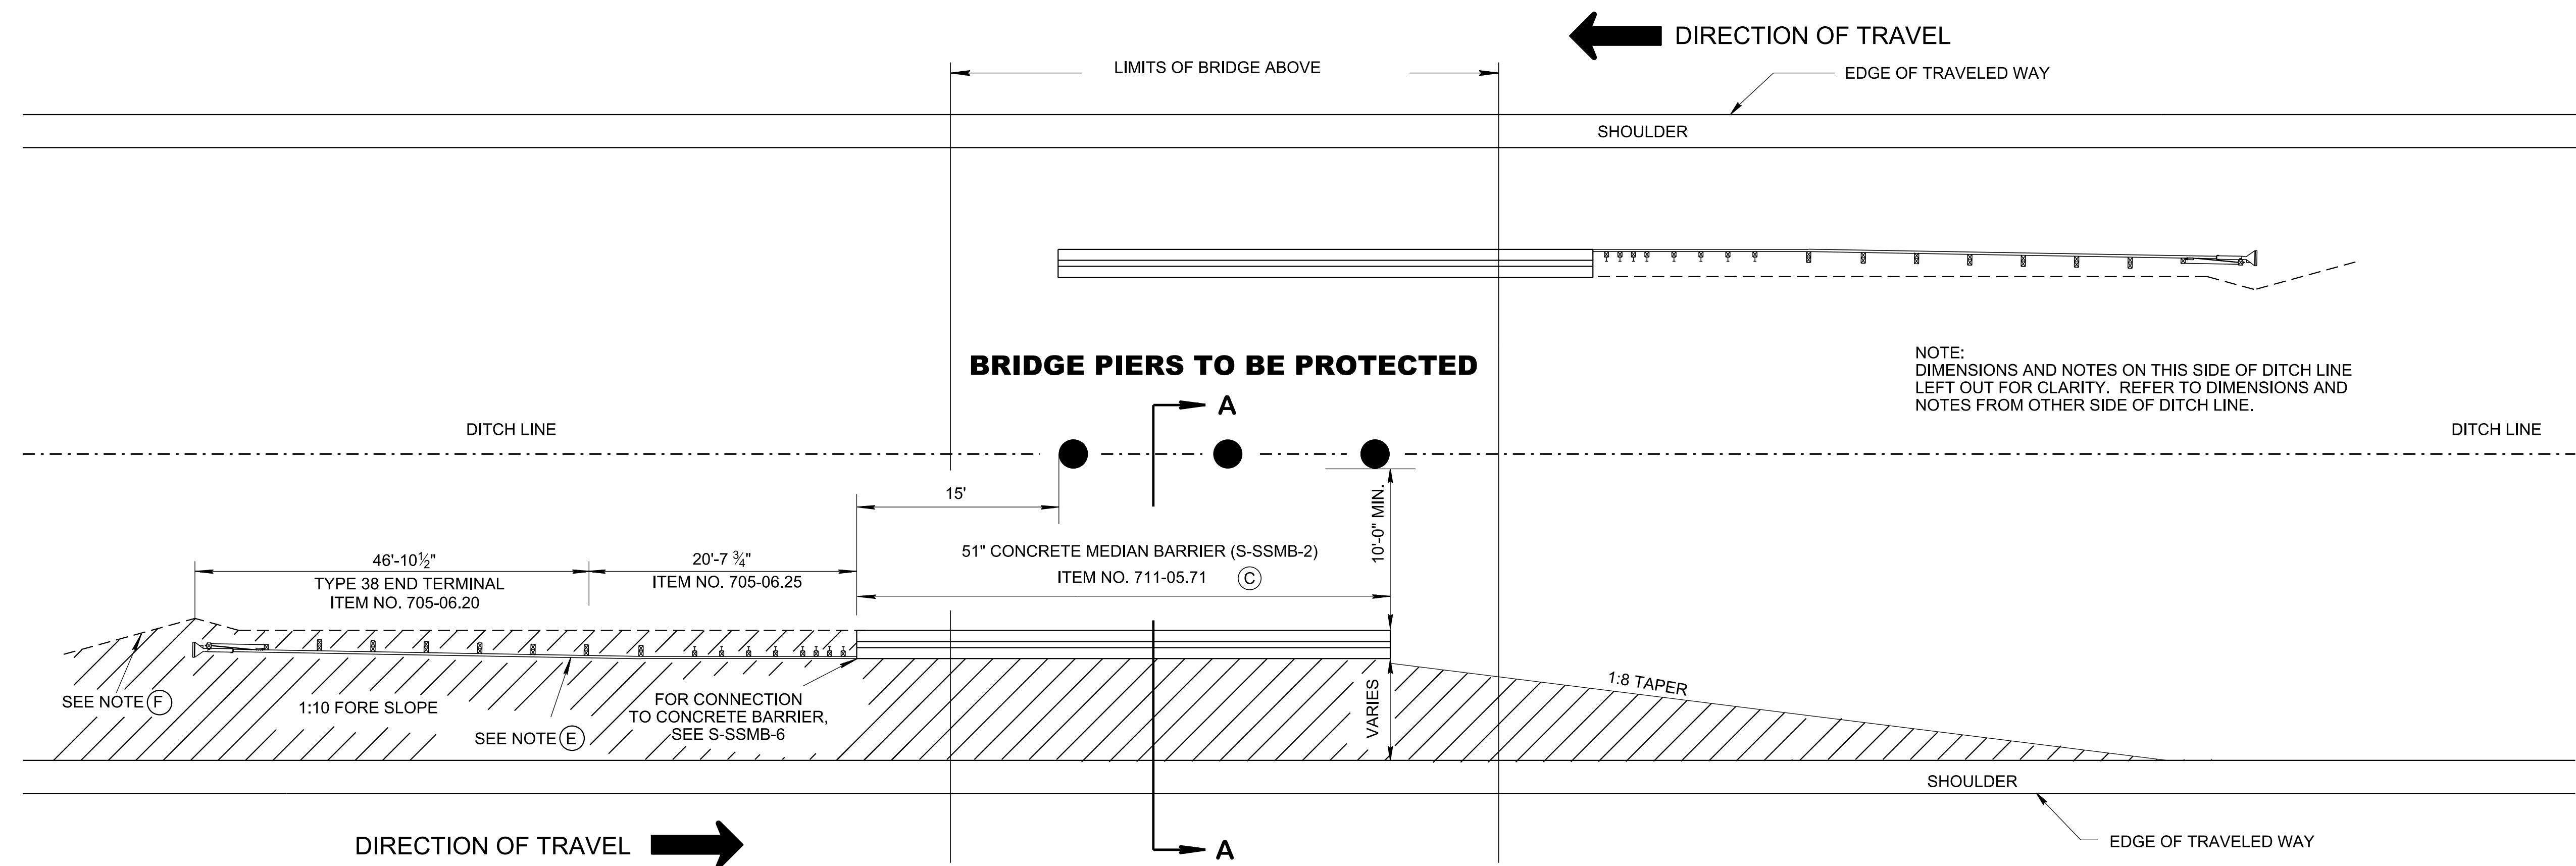 DIRECTION OF TRAVEL
LIMITS OF BRIDGE ABOVE
EDGE OF TRAVELED WAY
SHOULDER
BRIDGE PIERS TO BE PROTECTED
NOTE:
DIMENSIONS AND NOTES ON THIS SIDE OF DITCH LINE
LEFT OUT FOR CLARITY. REFER TO DIMENSIONS AND
NOTES FROM OTHER SIDE OF DITCH LINE.
A
DITCH LINE
DITCH LINE
15'
10'-0" MIN.
51" CONCRETE MEDIAN BARRIER (S-SSMB-2)
ITEM NO. 711-05.71 C
46'-10½"
TYPE 38 END TERMINAL
ITEM NO. 705-06.20
20'-7 ¾"
ITEM NO. 705-06.25
SEE NOTE F
1:10 FORE SLOPE
SEE NOTE E
FOR CONNECTION
TO CONCRETE BARRIER,
SEE S-SSMB-6
VARIES
1:8 TAPER
SHOULDER
DIRECTION OF TRAVEL
A
EDGE OF TRAVELED WAY